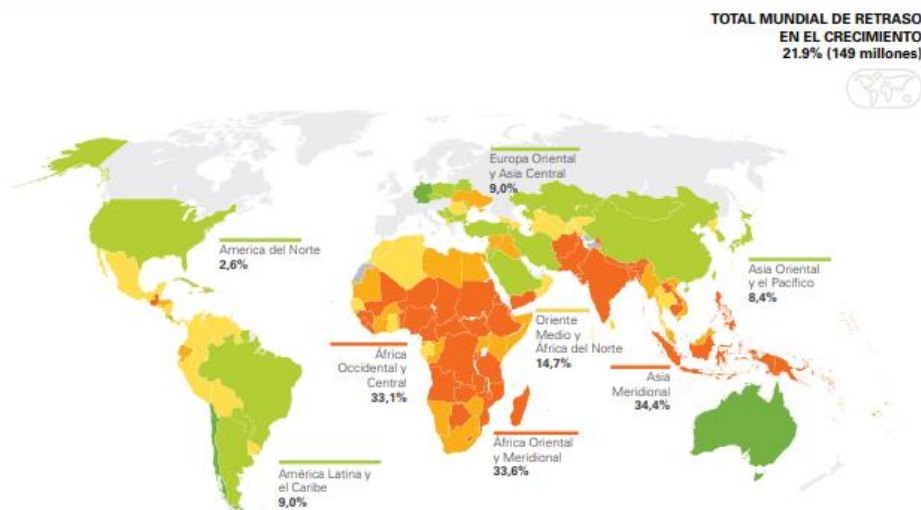 TOTAL MUNDIAL DE RETRASO
EN EL CRECIMIENTO
21.9% (149 millones)
Europa Oriental
y Asia Central
9,0%
America del Norte
2,6%
Asia Oriental
y el Pacífico
8,4%
Oriente
Medio y
África del Norte
14,7%
África
Occidental y
Central
33,1%
Asia
Meridional
34,4%
África Oriental
y Meridional
33,6%
América Latina y
el Caribe
9,0%